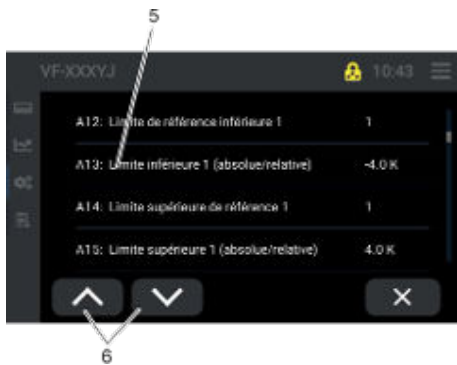 5
VF-XXXYJ
10:43
A12: Limite de référence inférieure 1 1
A13: Limite inférieure 1 (absolue/relative) -4.0 K
A14: Limite supérieure de référence 1 1
A15: Limite supérieure 1 (absolue/relative) 4.0 K
6